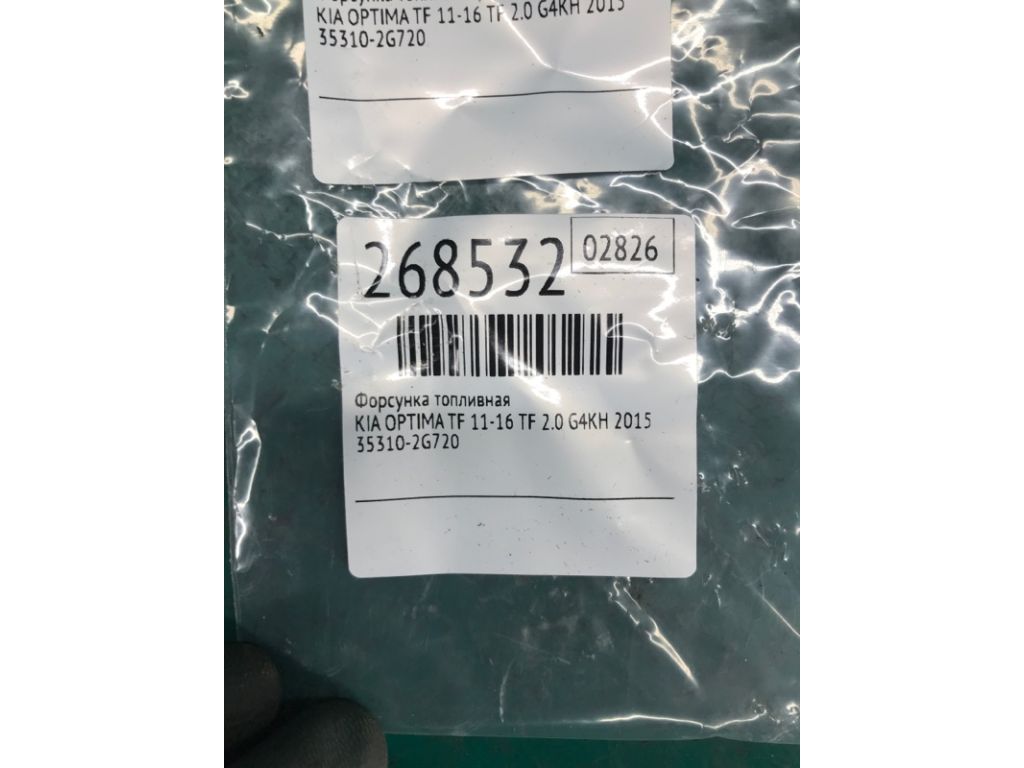 Форсунка
KIA OPTIMA TF 11-16 TF 2.0 G4KH 2015
35310-2G720
268532
02826
Форсунка топливная
KIA OPTIMA TF 11-16 TF 2.0 G4KH 2015
35310-2G720